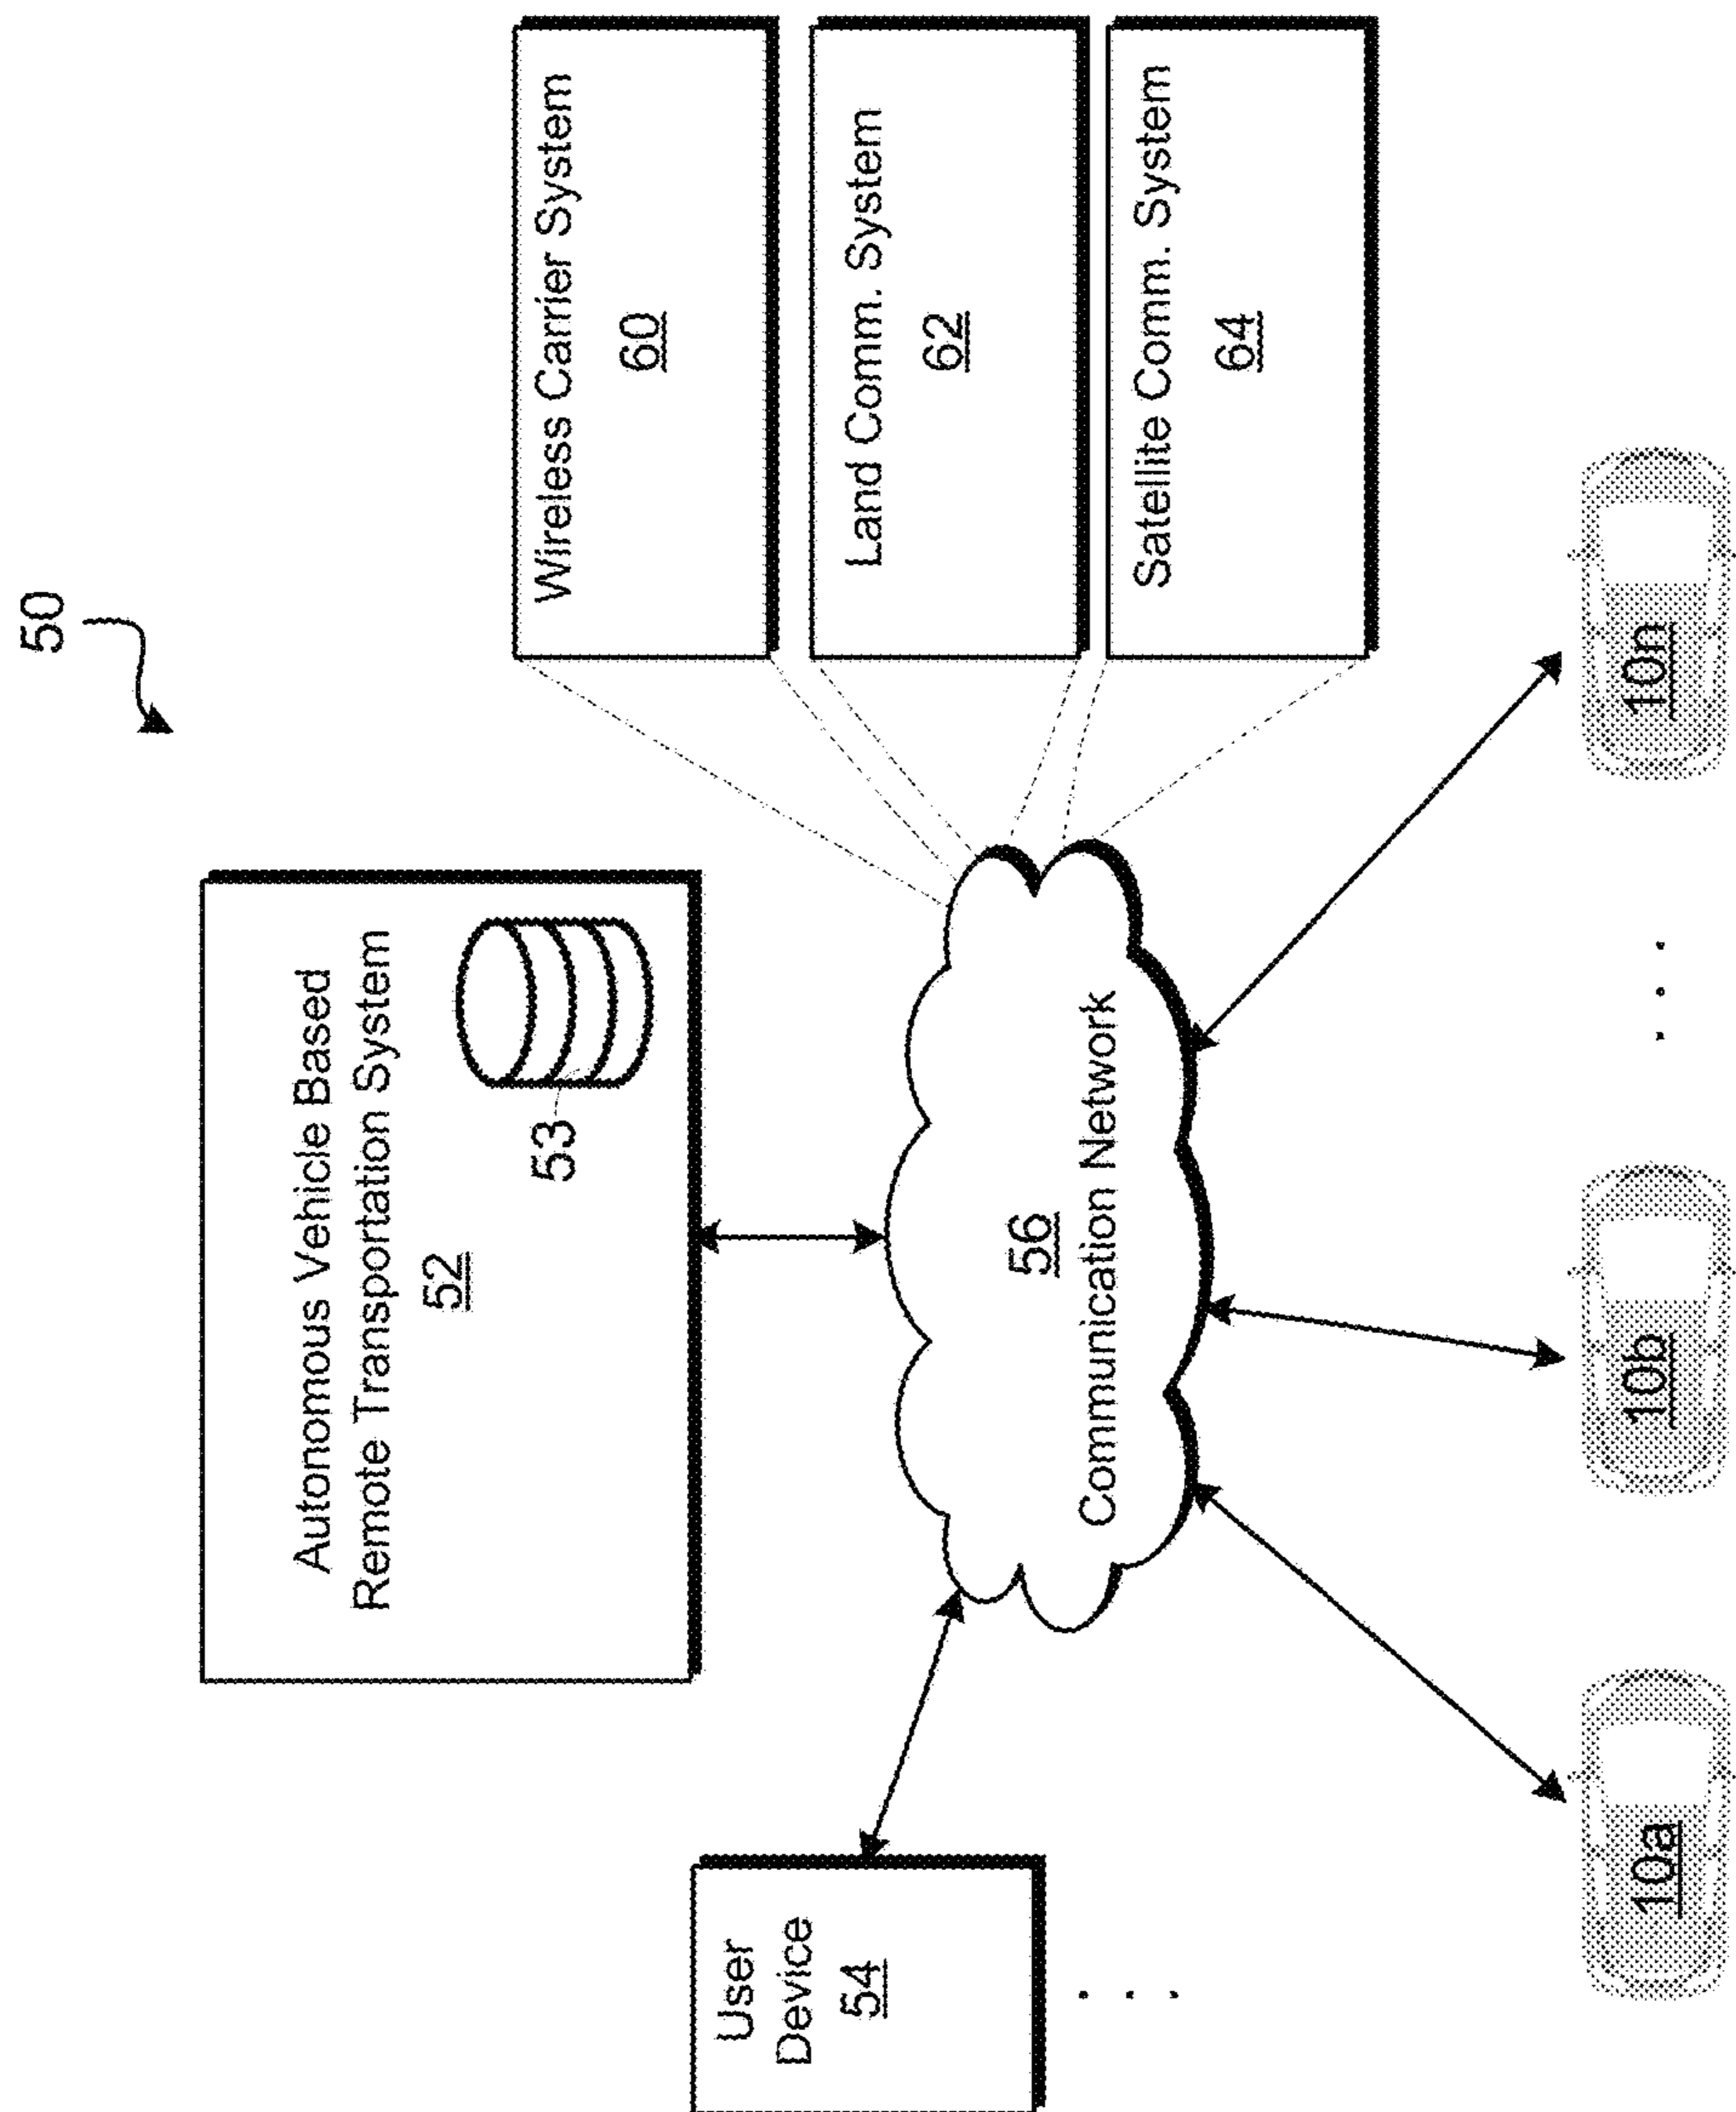 50
Autonomous Vehicle Based
Remote Transportation System
52
53
Wireless Carrier System
60
Land Comm. System
62
Satellite Comm. System
64
User
Device
54
. . .
56
Communication Network
10a
10b
. . .
10n